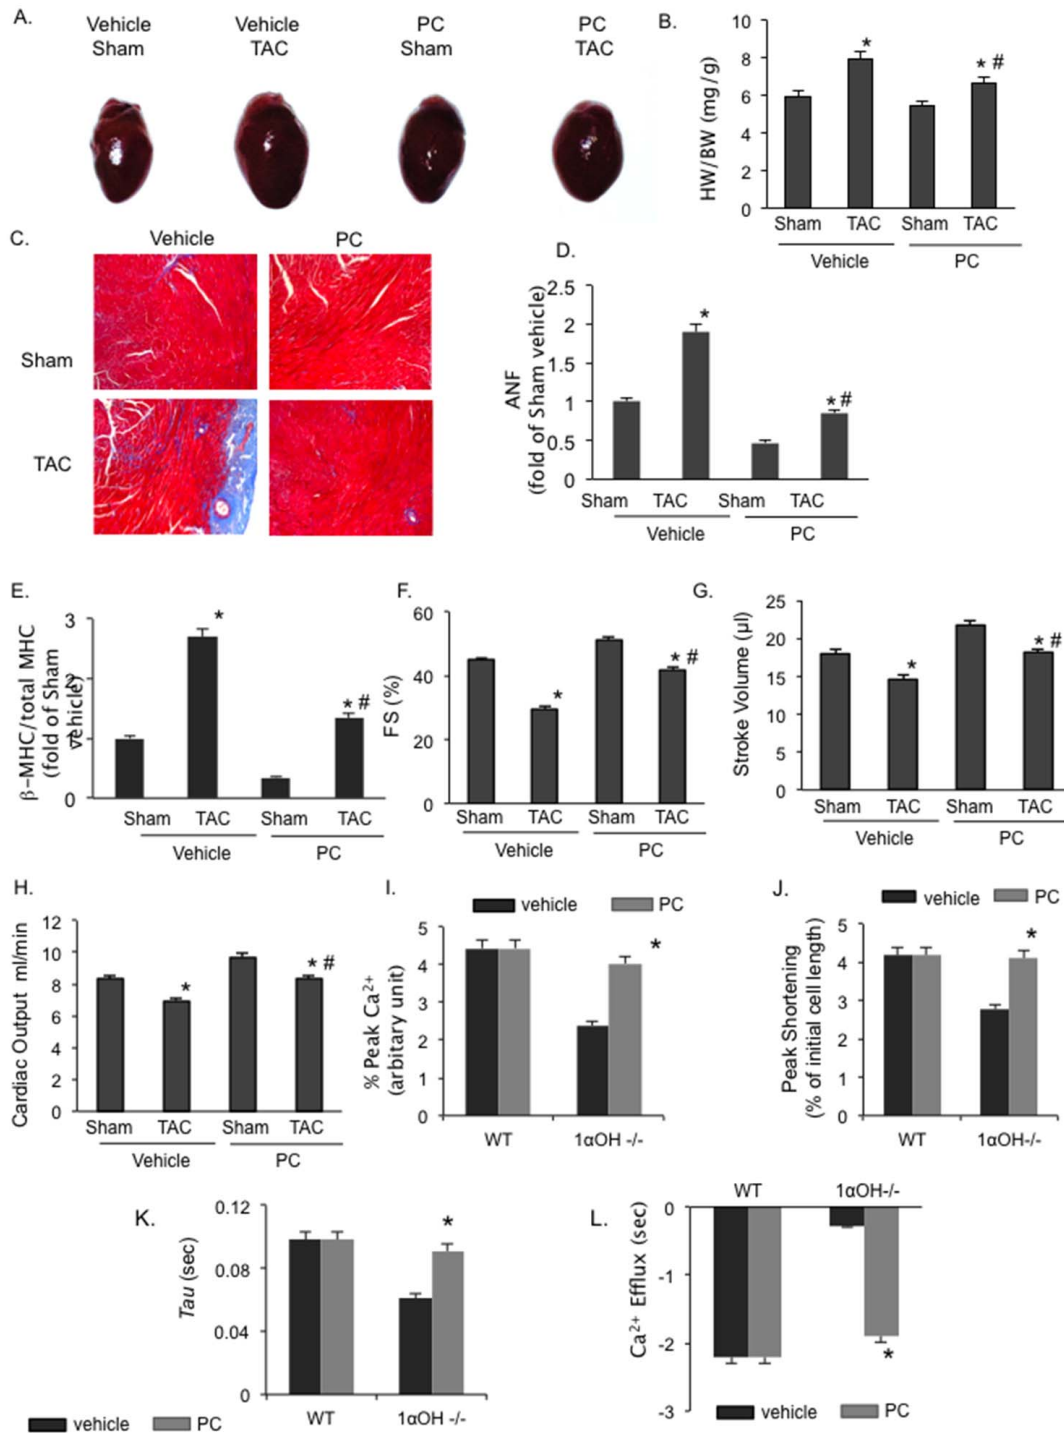 A.
Vehicle Sham
Vehicle TAC
PC Sham
PC TAC
B.
HW/BW (mg/g)
10
8
6
4
2
0
*
* #
Sham TAC Sham TAC
Vehicle PC
C.
Vehicle PC
Sham
TAC
D.
ANF
(fold of Sham vehicle)
2.5
2
1.5
1
0.5
0
*
* #
Sham TAC Sham TAC
Vehicle PC
E.
β-MHC/total MHC
(fold of Sham
vehicle)
3
2
1
0
*
* #
Sham TAC Sham TAC
Vehicle PC
F.
FS (%)
60
40
20
0
*
* #
Sham TAC Sham TAC
Vehicle PC
G.
Stroke Volume (µl)
25
20
15
10
5
0
*
* #
Sham TAC Sham TAC
Vehicle PC
H.
Cardiac Output ml/min
12
10
8
6
4
2
0
*
* #
Sham TAC Sham TAC
Vehicle PC
I.
vehicle PC
% Peak Ca²⁺
(arbitary unit)
5
4
3
2
1
0
*
WT 1αOH -/-
J.
vehicle PC
Peak Shortening
(% of initial cell length)
5
4
3
2
1
0
*
WT 1αOH-/-
K.
Tau (sec)
0.12
0.08
0.04
0
*
WT 1αOH -/-
vehicle PC
L.
WT 1αOH-/-
Ca²⁺ Efflux (sec)
0
-1
-2
-3
*
vehicle PC